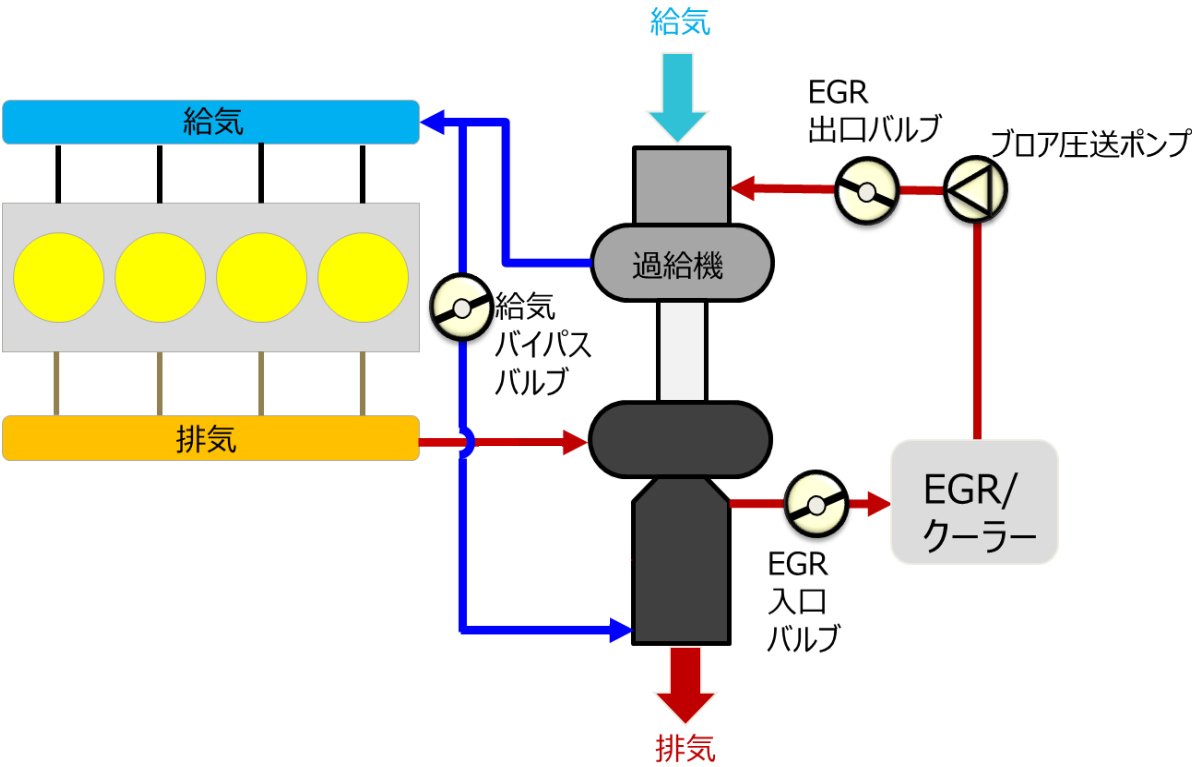 給気
EGR
出口バルブ
ブロア圧送ポンプ
給気
過給機
給気
バイパス
バルブ
排気
EGR/
クーラー
EGR
入口
バルブ
排気